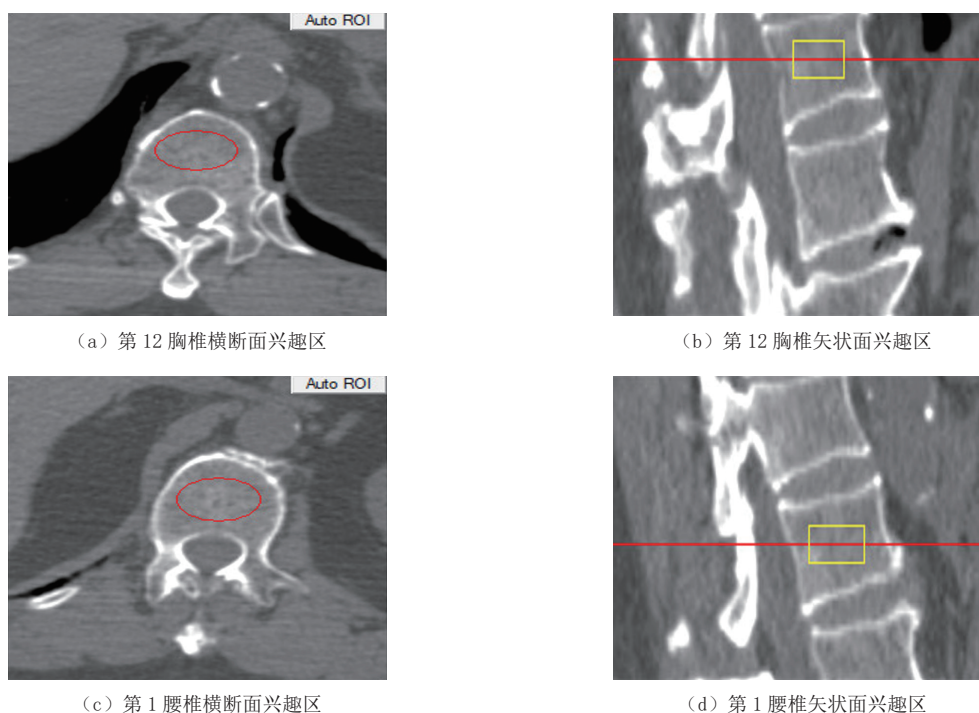 Auto ROI
(a) 第 12 胸椎横断面兴趣区
(b) 第 12 胸椎矢状面兴趣区
Auto ROI
(c) 第 1 腰椎横断面兴趣区
(d) 第 1 腰椎矢状面兴趣区